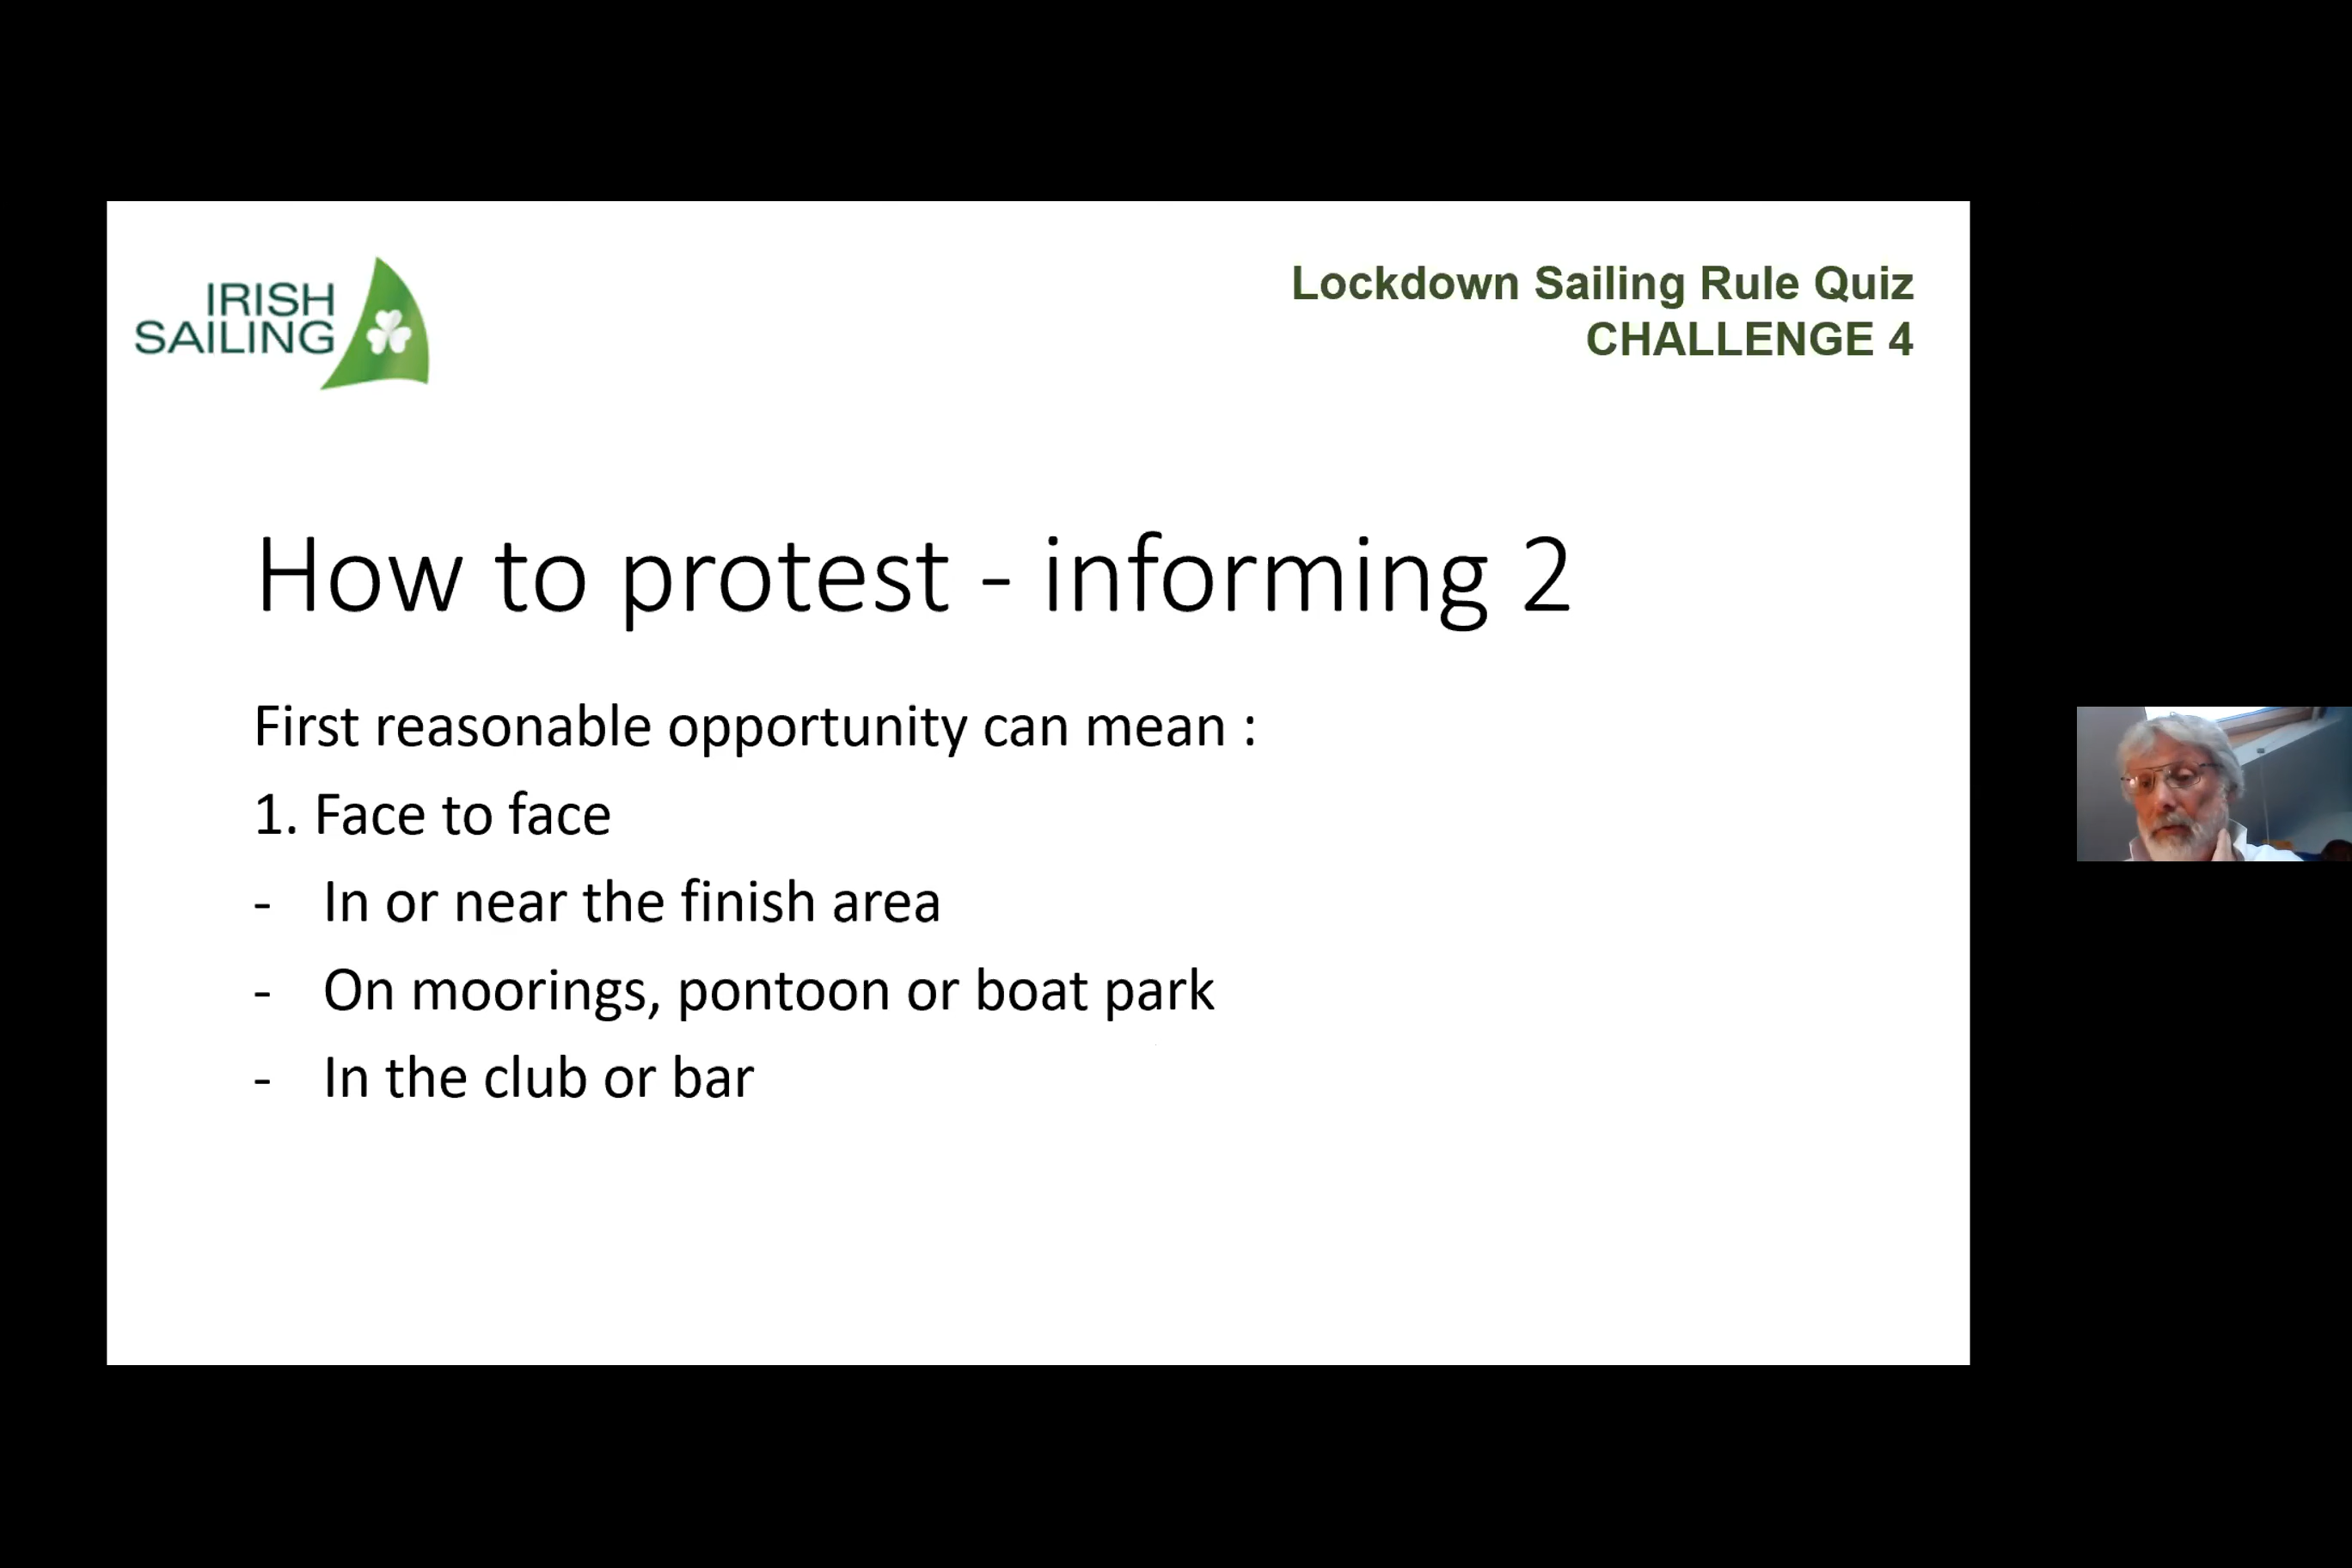 IRISH
SAILING
Lockdown Sailing Rule Quiz
CHALLENGE 4
How to protest - informing 2
First reasonable opportunity can mean :
1. Face to face
- In or near the finish area
- On moorings, pontoon or boat park
- In the club or bar